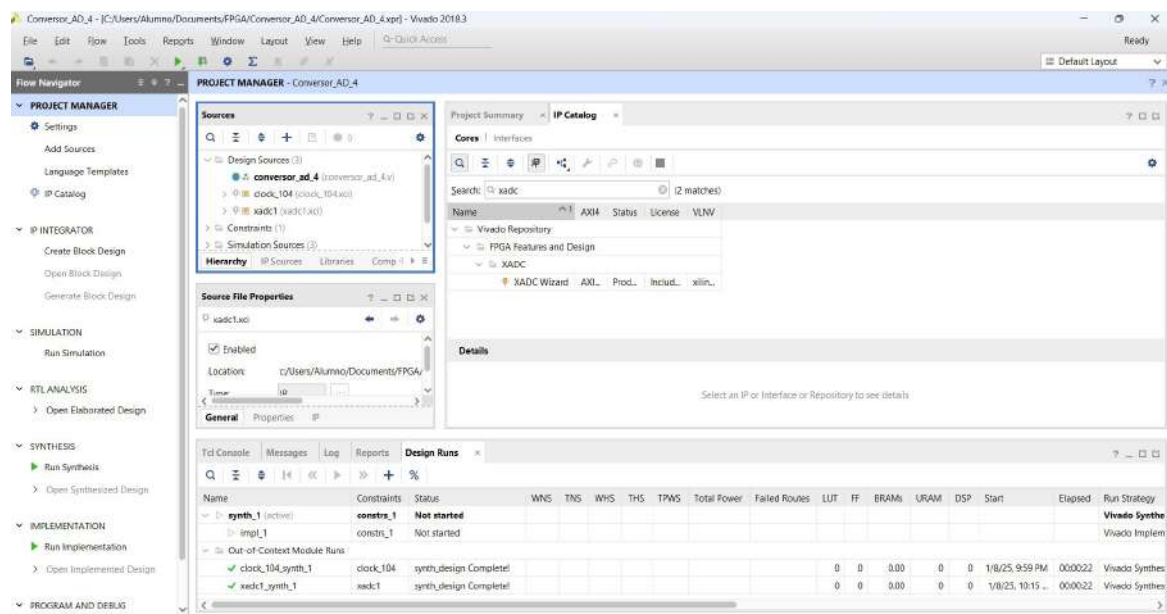 Conversor_AD_4 - [C:/Users/Alumno/Documents/FPGA/Conversor_AD_4/Conversor_AD_4.xpr] - Vivado 2018.3
File Edit Flow Tools Reports Window Layout View Help Quick Access
Ready
Default Layout
Flow Navigator
PROJECT MANAGER
Settings
Add Sources
Language Templates
IP Catalog
IP INTEGRATOR
Create Block Design
Open Block Design
Generate Block Design
SIMULATION
Run Simulation
RTL ANALYSIS
Open Elaborated Design
SYNTHESIS
Run Synthesis
Open Synthesized Design
IMPLEMENTATION
Run Implementation
Open Implemented Design
PROGRAM AND DEBUG
PROJECT MANAGER - Conversor_AD_4
Sources
Design Sources (3)
conversor_ad_4 (conversor_ad_4.v)
clock_104 (clock_104.xci)
xadc1 (xadc1.xci)
Constraints (1)
Simulation Sources (3)
Hierarchy IP Sources Libraries Comp
Source File Properties
xadc1.xci
Enabled
Location: c:/Users/Alumno/Documents/FPGA/
Type: IP
General Properties IP
Project Summary IP Catalog
Cores Interfaces
Search: xadc (2 matches)
Name AXI4 Status License VLNV
Vivado Repository
FPGA Features and Design
XADC
XADC Wizard AXI... Prod... Includ... xilin...
Details
Select an IP or Interface or Repository to see details
Tcl Console Messages Log Reports Design Runs
Name Constraints Status WNS TNS WHS THS TPWS Total Power Failed Routes LUT FF BRAMs URAM DSP Start Elapsed Run Strategy
synth_1 (active) constrs_1 Not started Vivado Synthe
impl_1 constrs_1 Not started Vivado Implem
Out-of-Context Module Runs
clock_104_synth_1 clock_104 synth_design Complete! 0 0 0.00 0 0 1/8/25, 9:59 PM 00:00:22 Vivado Synthes
xadc1_synth_1 xadc1 synth_design Complete! 0 0 0.00 0 0 1/8/25, 10:15 ... 00:00:22 Vivado Synthes